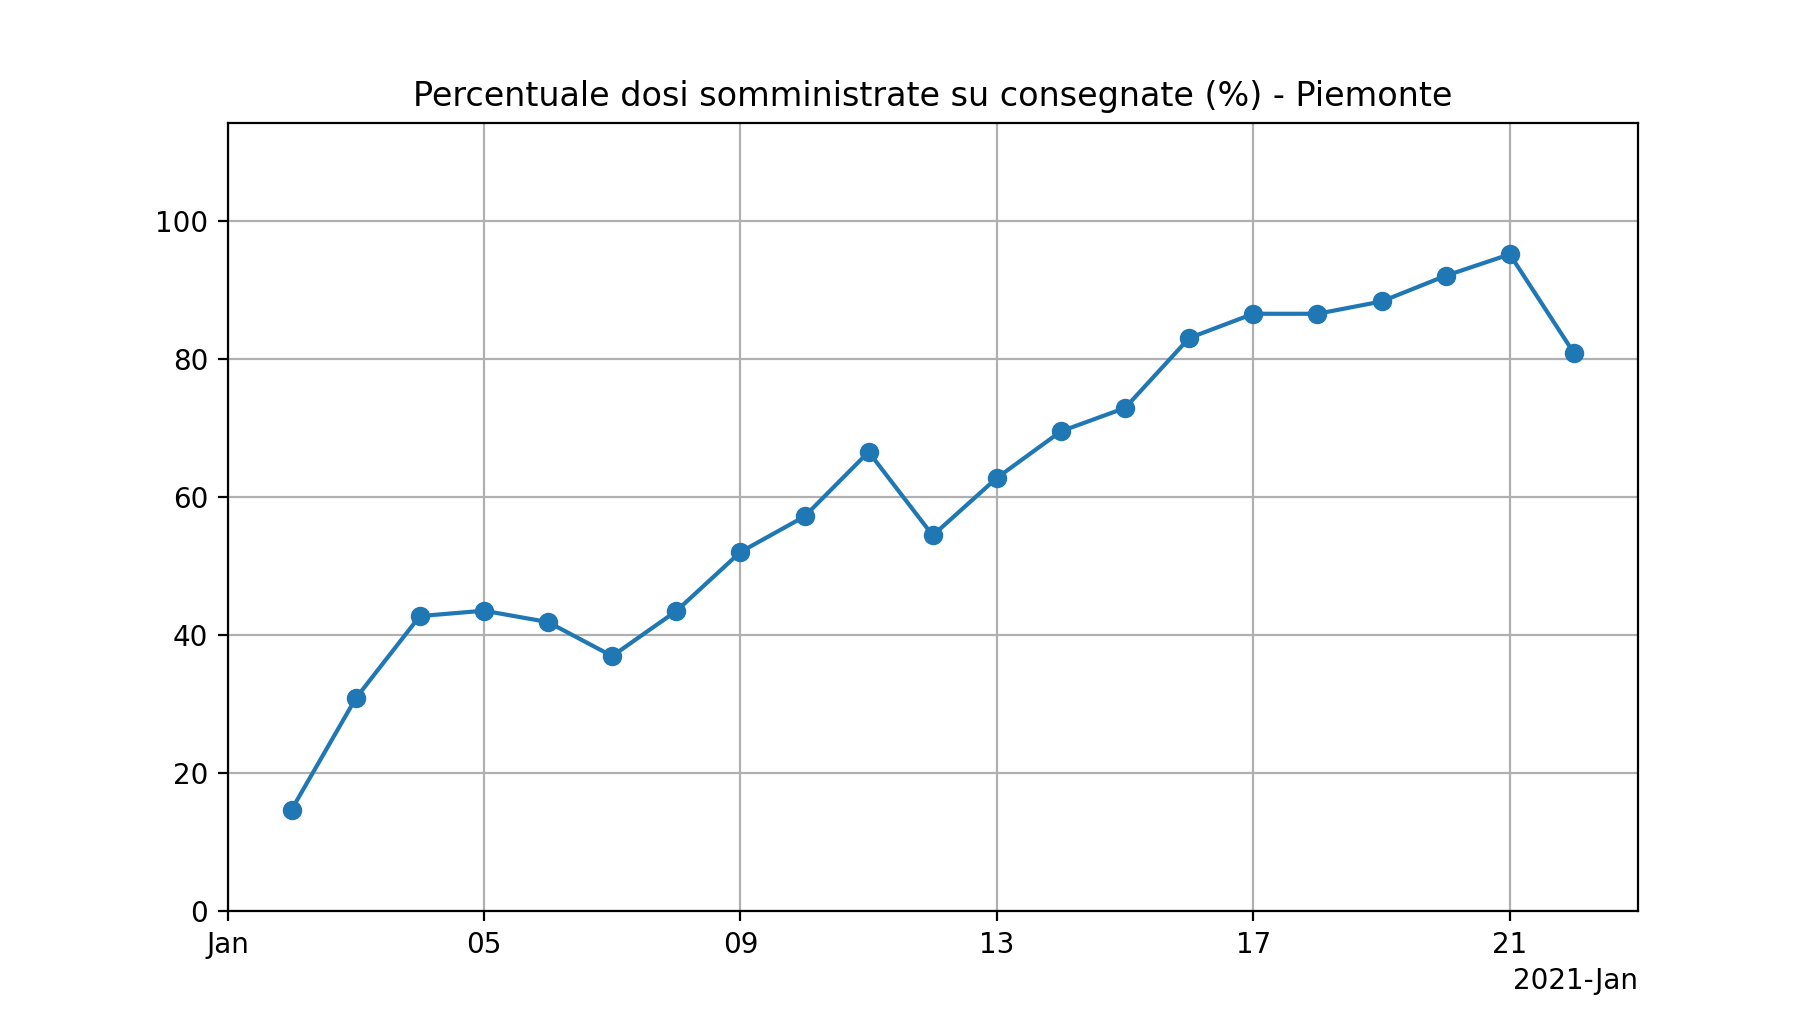 Percentuale dosi somministrate su consegnate (%) - Piemonte
100
80
60
40
20
0
Jan 05 09 13 17 21
2021-Jan